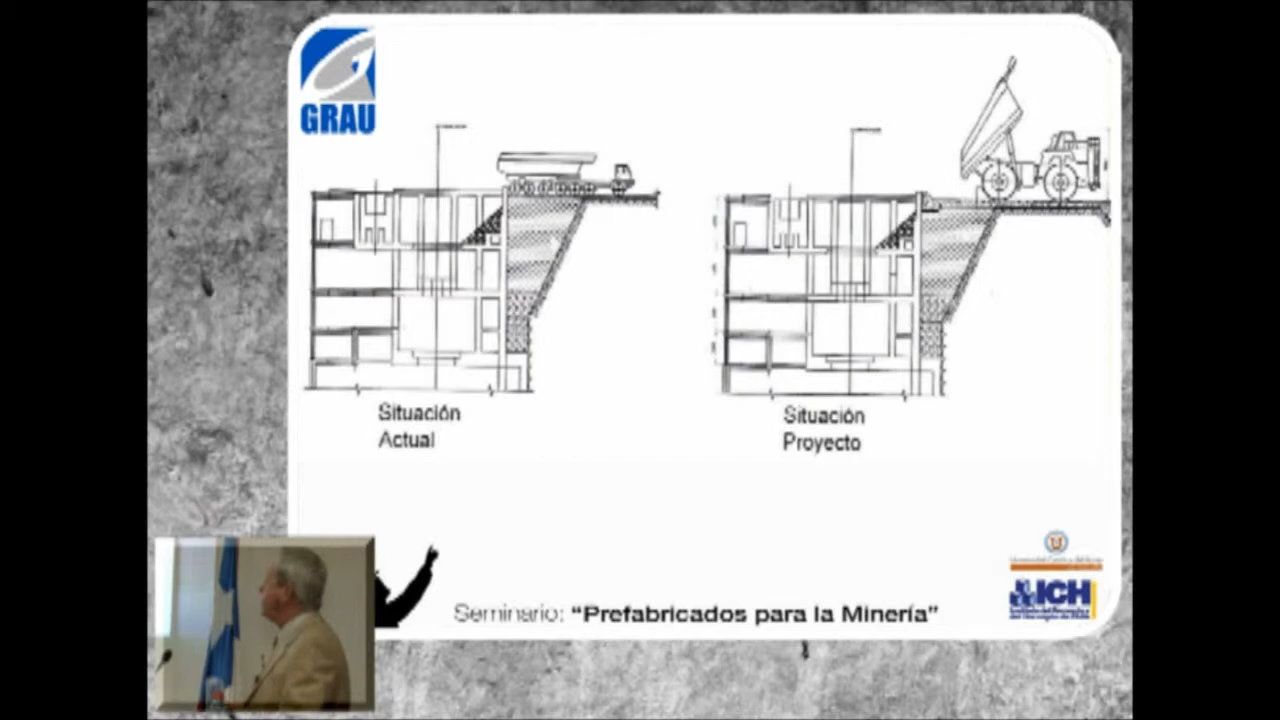 GRAU
Situación
Actual
Situación
Proyecto
Seminario: "Prefabricados para la Minería"
ICH